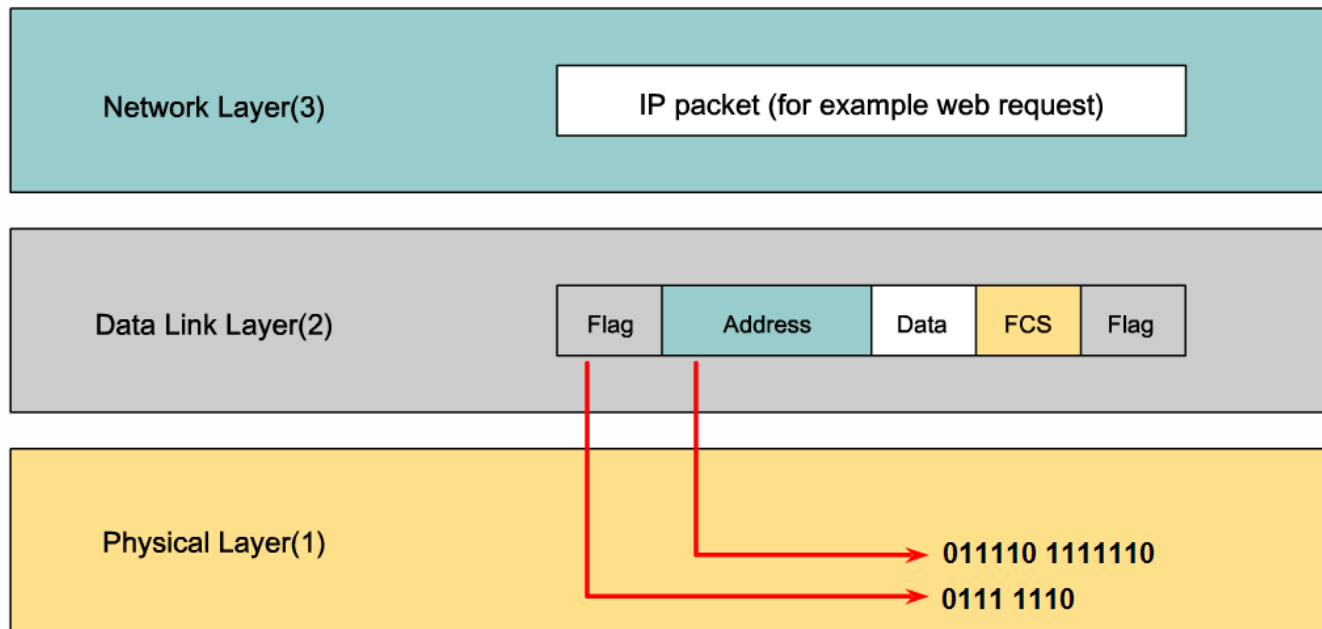 Network Layer(3)
IP packet (for example web request)
Data Link Layer(2)
Flag
Address
Data
FCS
Flag
Physical Layer(1)
011110 1111110
0111 1110